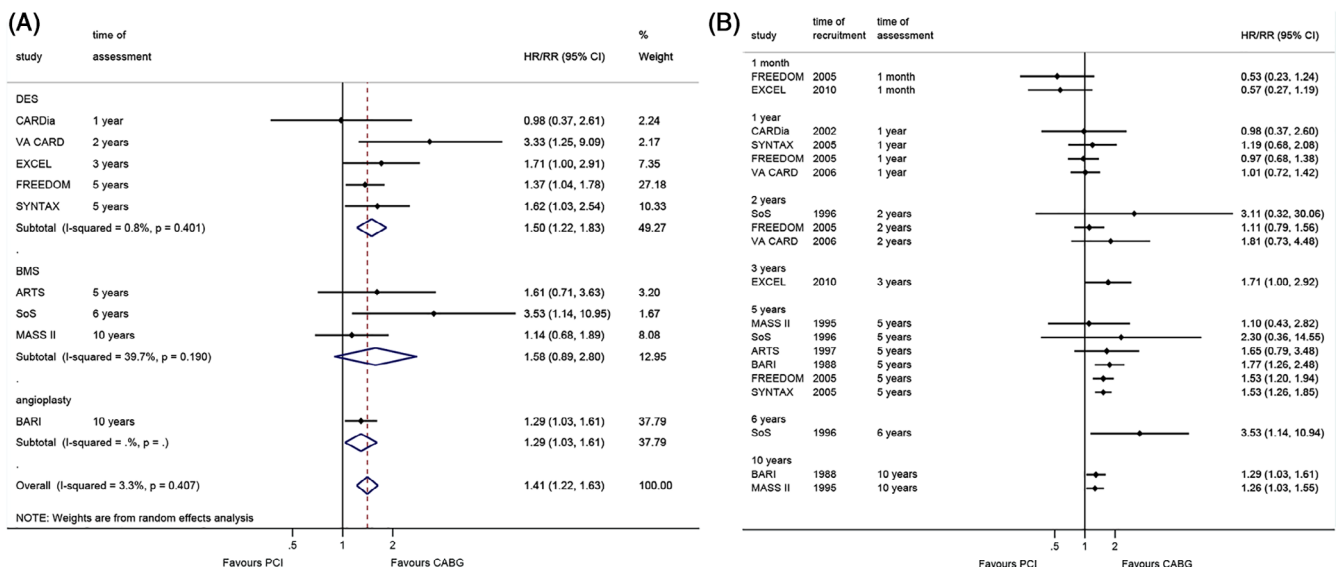 (A)
time of %
study assessment HR/RR (95% CI) Weight
DES
CARDia 1 year 0.98 (0.37, 2.61) 2.24
VA CARD 2 years 3.33 (1.25, 9.09) 2.17
EXCEL 3 years 1.71 (1.00, 2.91) 7.35
FREEDOM 5 years 1.37 (1.04, 1.78) 27.18
SYNTAX 5 years 1.62 (1.03, 2.54) 10.33
Subtotal (I-squared = 0.8%, p = 0.401) 1.50 (1.22, 1.83) 49.27
.
BMS
ARTS 5 years 1.61 (0.71, 3.63) 3.20
SoS 6 years 3.53 (1.14, 10.95) 1.67
MASS II 10 years 1.14 (0.68, 1.89) 8.08
Subtotal (I-squared = 39.7%, p = 0.190) 1.58 (0.89, 2.80) 12.95
.
angioplasty
BARI 10 years 1.29 (1.03, 1.61) 37.79
Subtotal (I-squared = .%, p = .) 1.29 (1.03, 1.61) 37.79
.
Overall (I-squared = 3.3%, p = 0.407) 1.41 (1.22, 1.63) 100.00
NOTE: Weights are from random effects analysis
.5 1 2
Favours PCI Favours CABG
(B)
time of time of
study recruitment assessment HR/RR (95% CI)
1 month
FREEDOM 2005 1 month 0.53 (0.23, 1.24)
EXCEL 2010 1 month 0.57 (0.27, 1.19)
1 year
CARDia 2002 1 year 0.98 (0.37, 2.60)
SYNTAX 2005 1 year 1.19 (0.68, 2.08)
FREEDOM 2005 1 year 0.97 (0.68, 1.38)
VA CARD 2006 1 year 1.01 (0.72, 1.42)
2 years
SoS 1996 2 years 3.11 (0.32, 30.06)
FREEDOM 2005 2 years 1.11 (0.79, 1.56)
VA CARD 2006 2 years 1.81 (0.73, 4.48)
3 years
EXCEL 2010 3 years 1.71 (1.00, 2.92)
5 years
MASS II 1995 5 years 1.10 (0.43, 2.82)
SoS 1996 5 years 2.30 (0.36, 14.55)
ARTS 1997 5 years 1.65 (0.79, 3.48)
BARI 1988 5 years 1.77 (1.26, 2.48)
FREEDOM 2005 5 years 1.53 (1.20, 1.94)
SYNTAX 2005 5 years 1.53 (1.26, 1.85)
6 years
SoS 1996 6 years 3.53 (1.14, 10.94)
10 years
BARI 1988 10 years 1.29 (1.03, 1.61)
MASS II 1995 10 years 1.26 (1.03, 1.55)
.5 1 2
Favours PCI Favours CABG